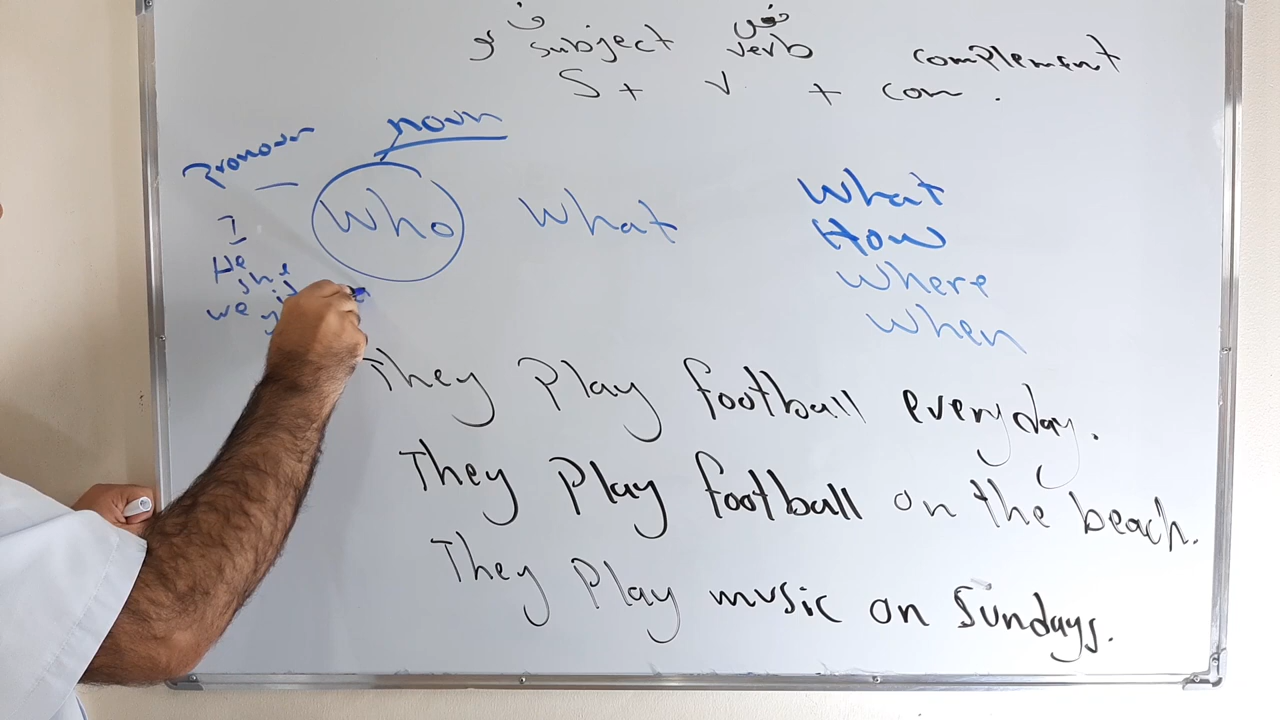 subject verb complement
S + V + com.
Pronoun noun
Who What What
I How
He she Where
we When
They play football everyday.
They play football on the beach.
They play music on Sundays.